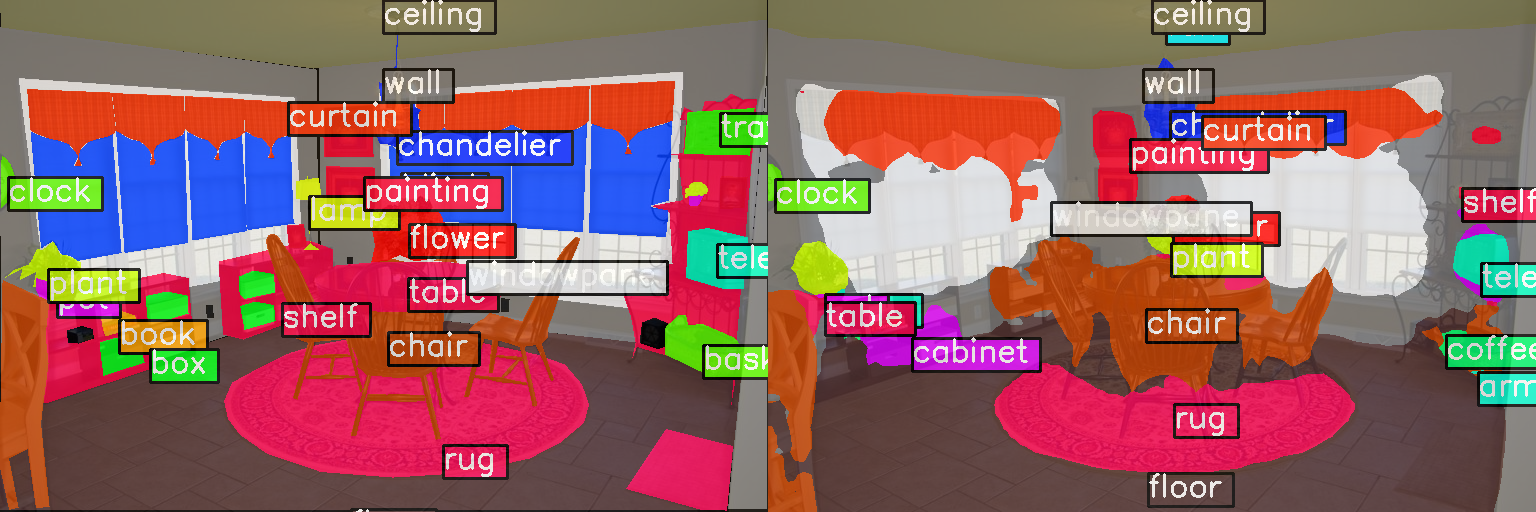 ceiling
wall
curtain
chandelier
clock
painting
lamp
flower
windowpane
plant
table
shelf
book
chair
box
rug
ceiling
wall
curtain
painting
clock
windowpane
plant
table
chair
cabinet
rug
floor
shelf